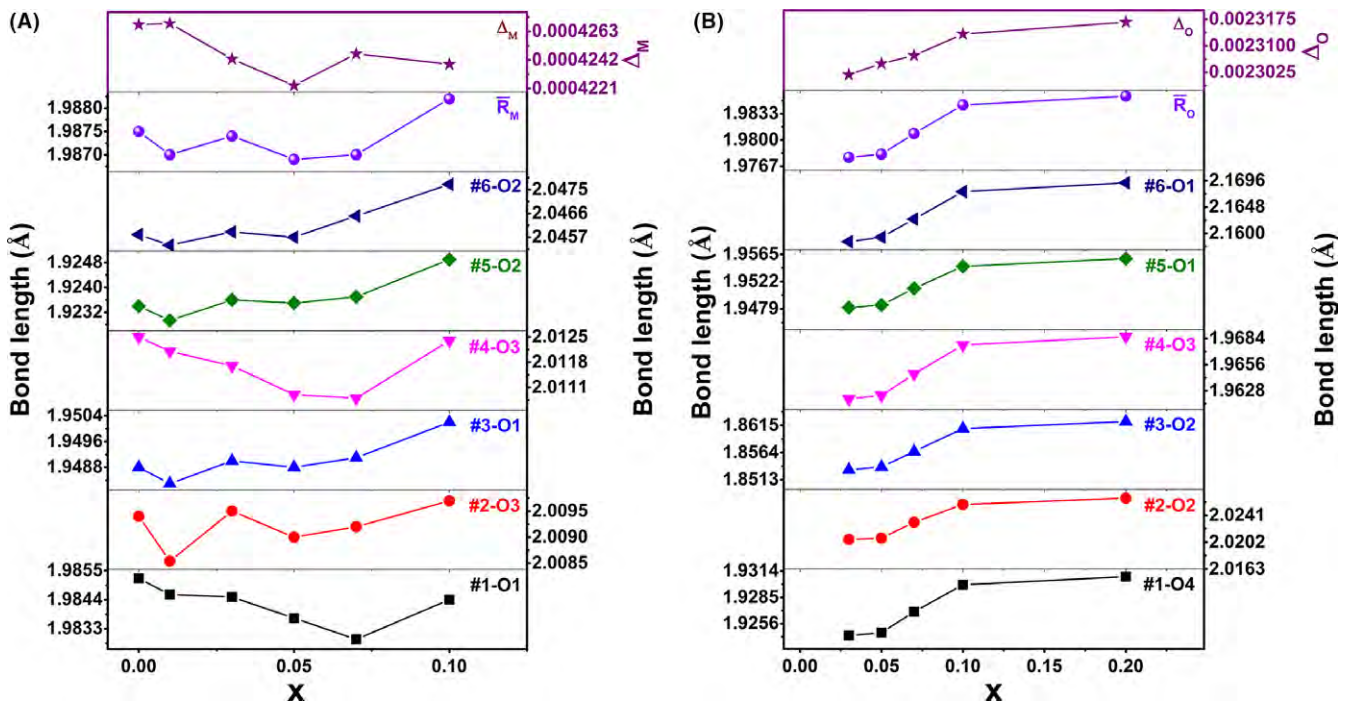 (A)
Δ_M
0.0004263
0.0004242
0.0004221
Δ_M
1.9880
1.9875
1.9870
R̅_M
#6-O2
2.0475
2.0466
2.0457
1.9248
1.9240
1.9232
#5-O2
#4-O3
2.0125
2.0118
2.0111
1.9504
1.9496
1.9488
#3-O1
#2-O3
2.0095
2.0090
2.0085
1.9855
1.9844
1.9833
#1-O1
Bond length (Å)
Bond length (Å)
0.00
0.05
0.10
X
(B)
Δ_O
0.0023175
0.0023100
0.0023025
Δ_O
1.9833
1.9800
1.9767
R̅_O
#6-O1
2.1696
2.1648
2.1600
1.9565
1.9522
1.9479
#5-O1
#4-O3
1.9684
1.9656
1.9628
1.8615
1.8564
1.8513
#3-O2
#2-O2
2.0241
2.0202
2.0163
1.9314
1.9285
1.9256
#1-O4
Bond length (Å)
Bond length (Å)
0.00
0.05
0.10
0.15
0.20
X